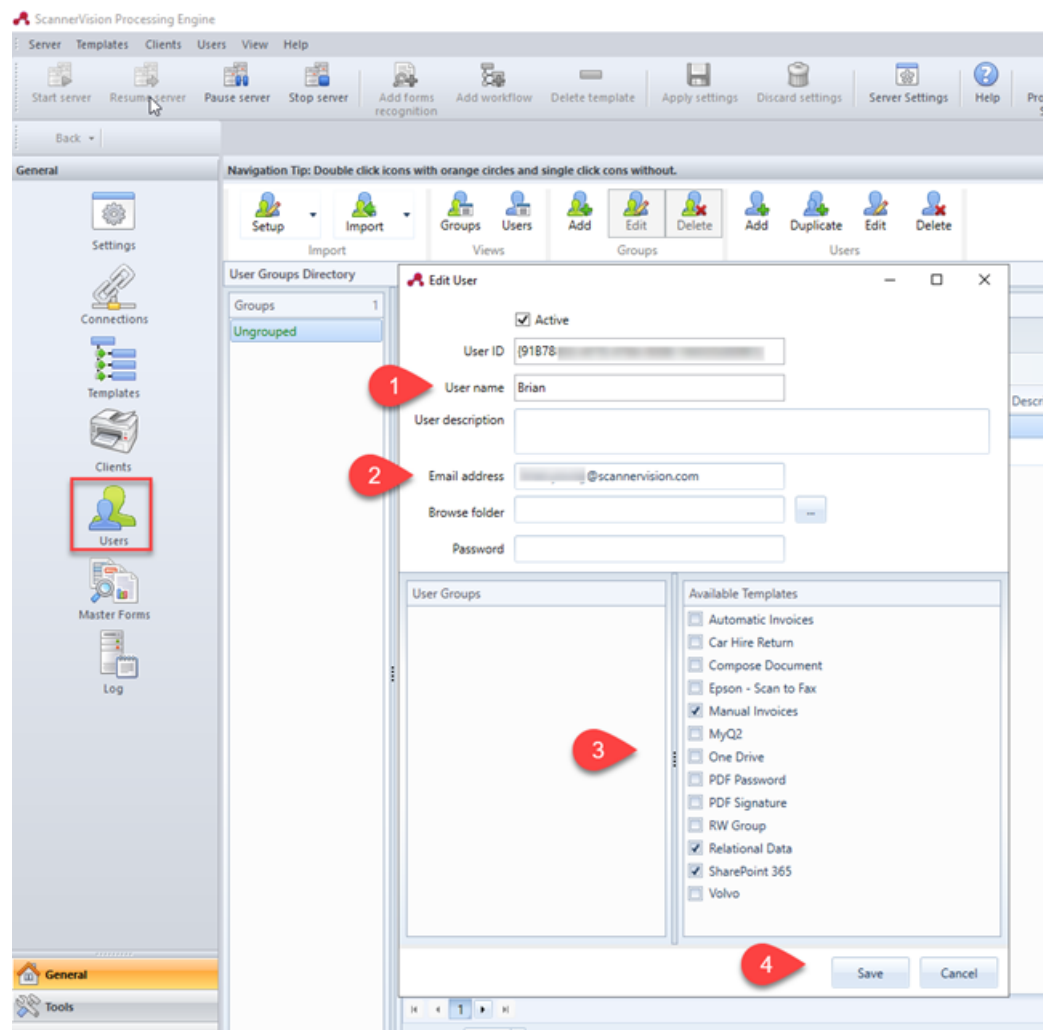 ScannerVision Processing Engine
Server Templates Clients Users View Help
Start server Resume server Pause server Stop server Add forms recognition Add workflow Delete template Apply settings Discard settings Server Settings Help
Back
General
Navigation Tip: Double click icons with orange circles and single click cons without.
Setup Import Groups Users Add Edit Delete Add Duplicate Edit Delete
Import Views Groups Users
Settings
Connections
Templates
Clients
Users
Master Forms
Log
General
Tools
User Groups Directory
Groups 1
Ungrouped
Edit User
Active
User ID {91B78
1 User name Brian
User description
2 Email address @scannervision.com
Browse folder ...
Password
User Groups
Available Templates
Automatic Invoices
Car Hire Return
Compose Document
Epson - Scan to Fax
Manual Invoices
MyQ2
3
One Drive
PDF Password
PDF Signature
RW Group
Relational Data
SharePoint 365
Volvo
4 Save Cancel
1